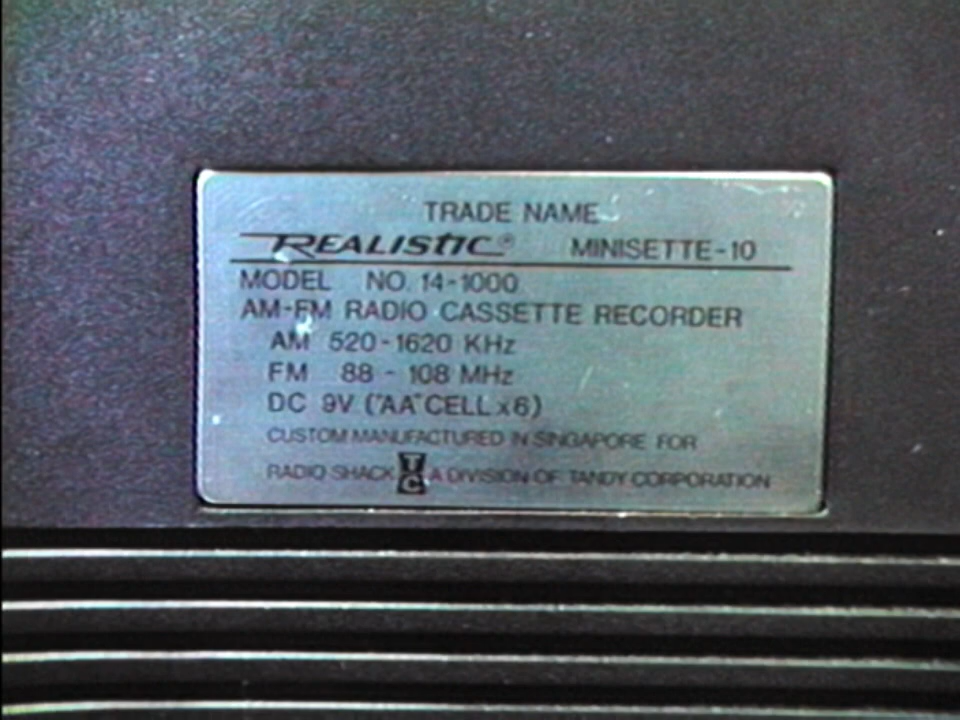 TRADE NAME
REALISTIC® MINISETTE-10
MODEL NO. 14-1000
AM-FM RADIO CASSETTE RECORDER
AM 520-1620 KHz
FM 88 - 108 MHz
DC 9V ("AA" CELL x 6)
CUSTOM MANUFACTURED IN SINGAPORE FOR
RADIO SHACK TC A DIVISION OF TANDY CORPORATION